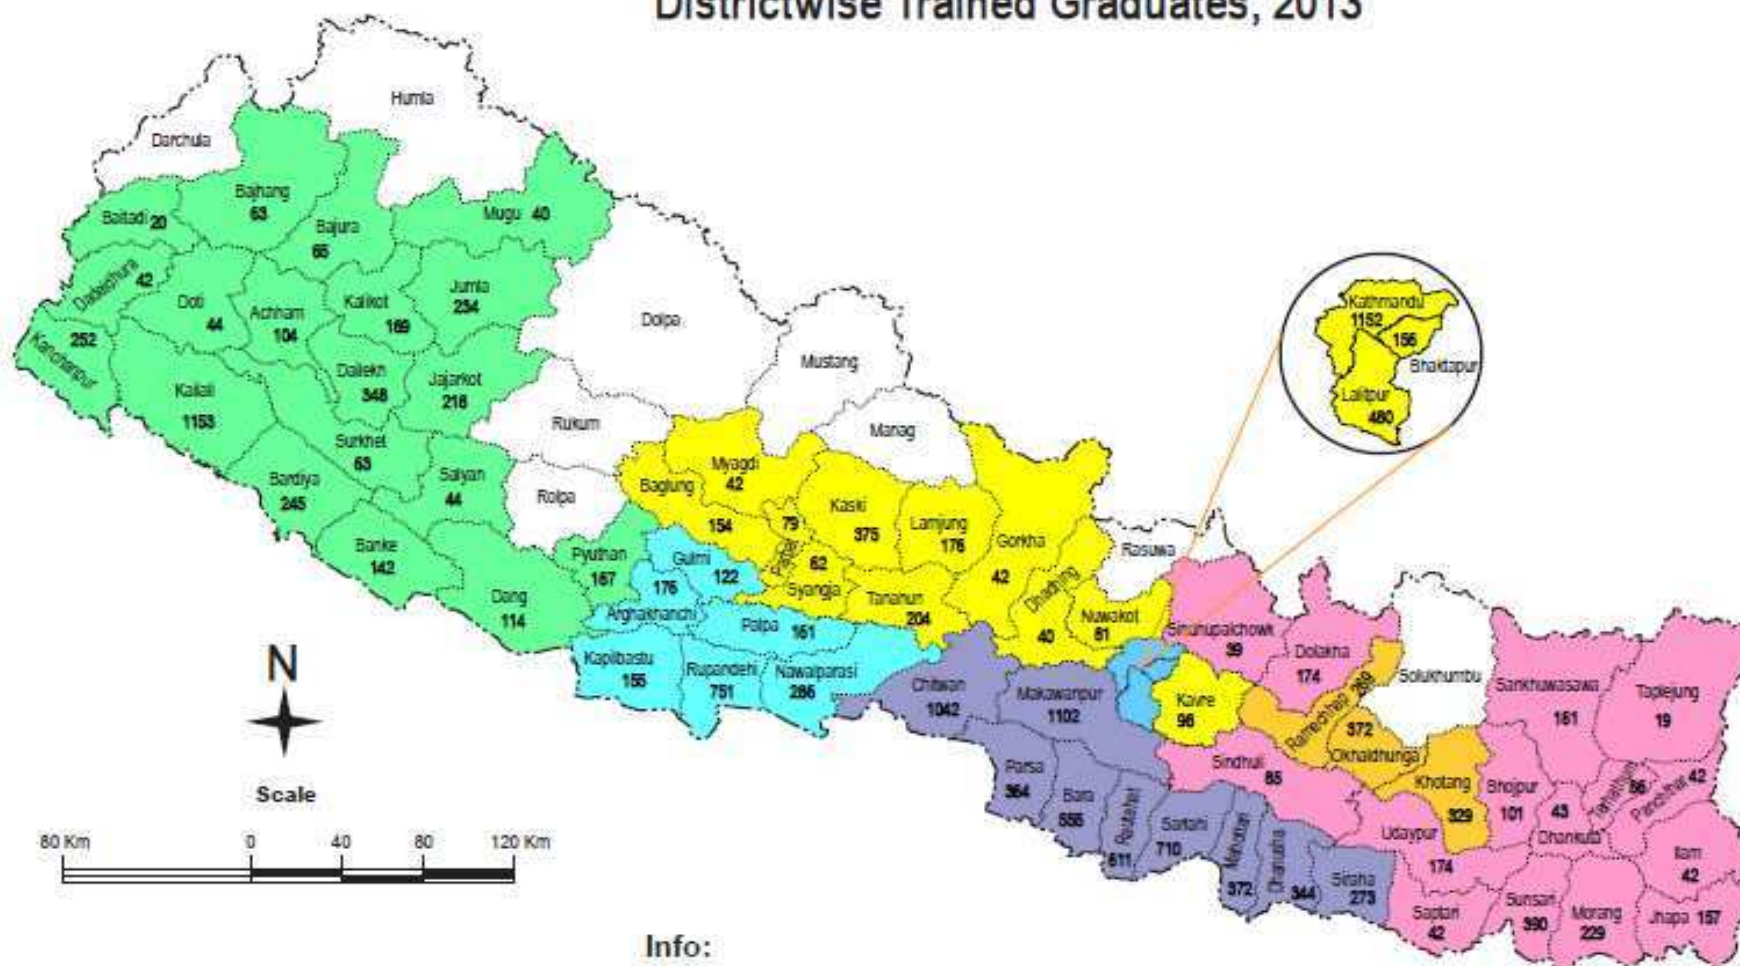 Districtwise Trained Graduates, 2013
Humla
Darchula
Bajhang
63
Baitadi 20
Bajura
65
Mugu 40
Dadeldhura
42
Doti
44
Achham
104
Kalikot
169
Jumla
234
Dolpa
252
Kanchanpur
Kailali
1153
Dailekh
348
Jajarkot
216
Mustang
Rukum
Manag
Surkhet
63
Bardiya
245
Salyan
44
Rolpa
Banke
142
Dang
114
Pyuthan
167
Myagdi
42
Baglung
154
79
Kaski
375
Lamjung
176
Gorkha
42
62
Syangja
Tanahun
204
Dhading
40
Nuwakot
81
Rasuwa
Kathmandu
1152
156
Bhaktapur
Lalitpur
480
Gulmi
122
176
Arghakhanchi
Palpa 161
Kapilbastu
155
Rupandehi
751
Nawalparasi
286
Chitwan
1042
Makawanpur
1102
Kavre
96
39
Dolakha
174
Ramechhap 269
372
Okhaldhunga
Khotang
329
Solukhumbu
Sankhuwasawa
161
Taplejung
19
Sindhuli
85
Parsa
364
Bara
555
Rautahat
611
Sarlahi
710
372
Dhanusha
344
Siraha
273
Udaypur
174
Bhojpur
101
43
Dhankuta
Panchthar 42
Ilam
42
Saptari
42
Sunsari
390
Morang
229
Jhapa 157
N
Scale
80 Km 0 40 80 120 Km
Info: